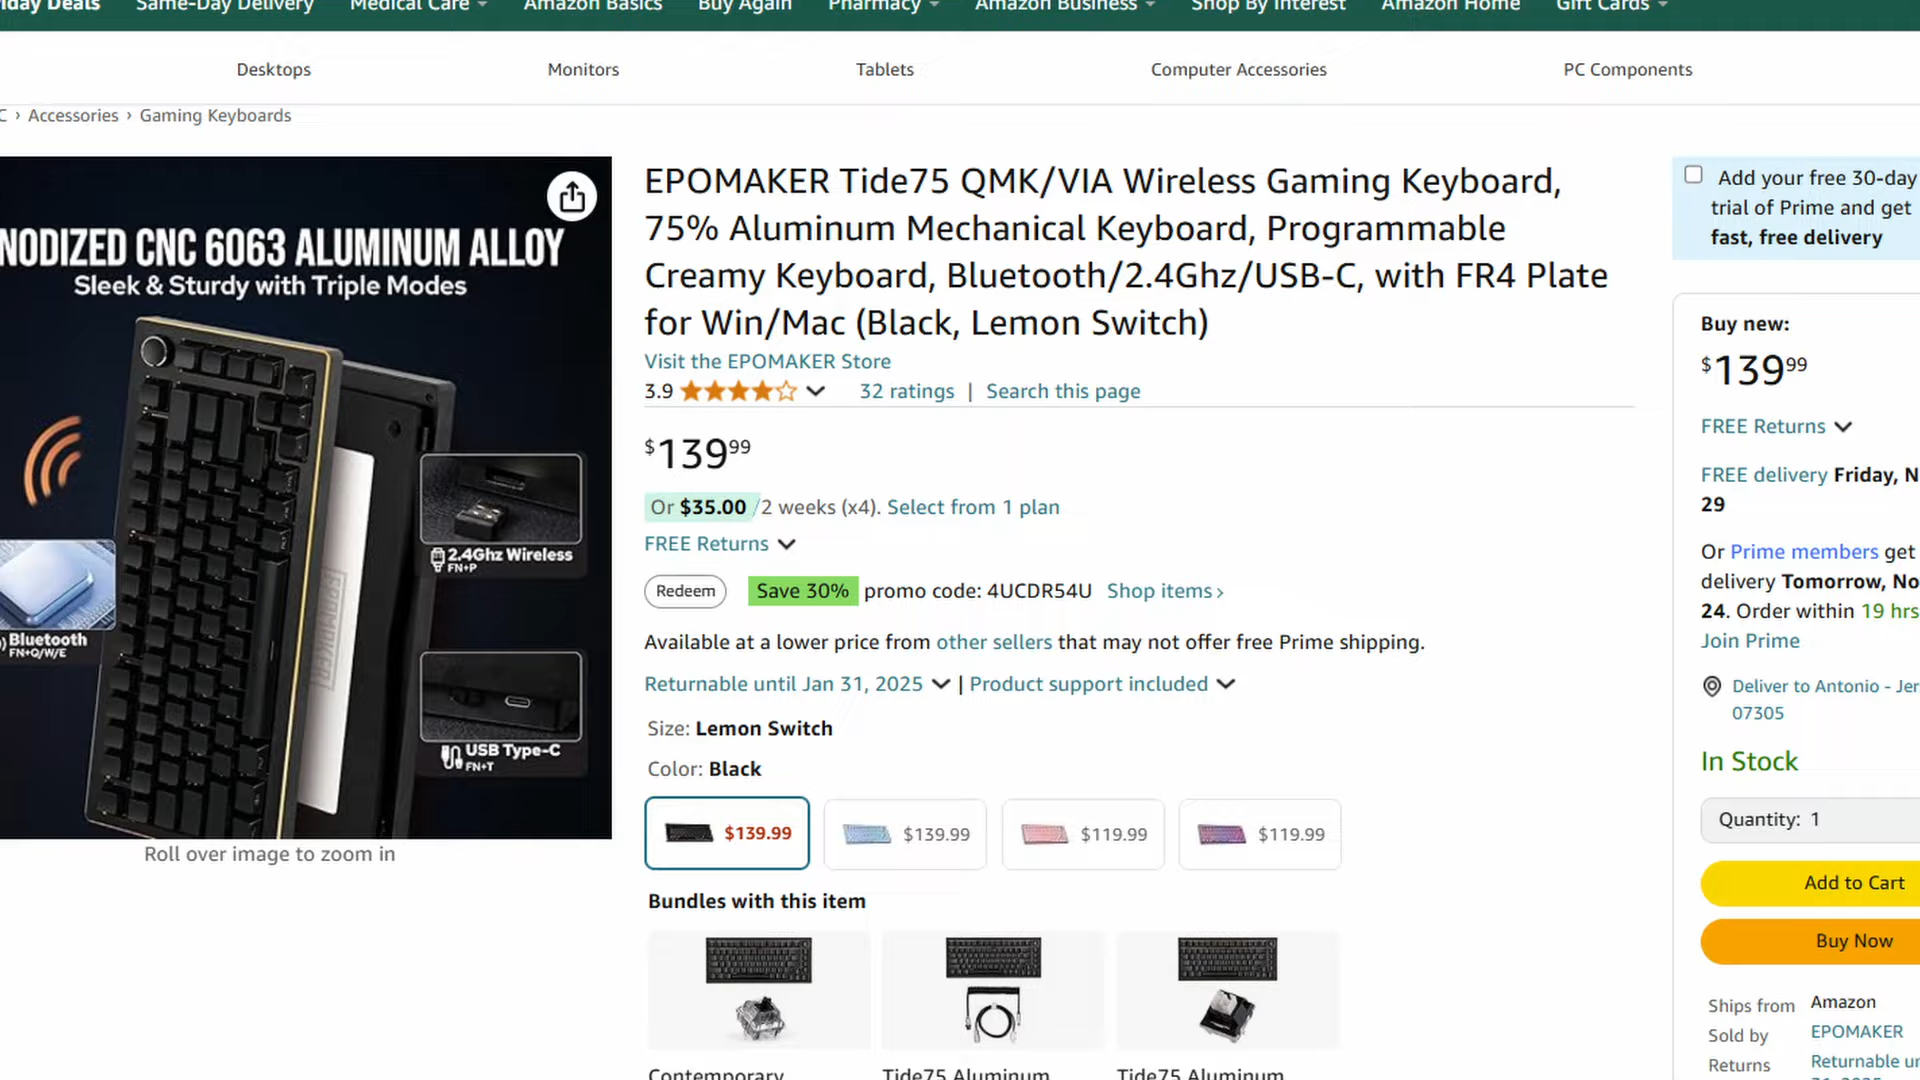 day Deals Same-Day Delivery Medical Care Amazon Basics Buy Again Pharmacy Amazon Business Shop By Interest Amazon Home Gift Cards
Desktops Monitors Tablets Computer Accessories PC Components
C › Accessories › Gaming Keyboards
NODIZED CNC 6063 ALUMINUM ALLOY
Sleek & Sturdy with Triple Modes
2.4Ghz Wireless
FN+P
Bluetooth
FN+Q/W/E
EPOMAKER
USB Type-C
FN+T
Roll over image to zoom in
EPOMAKER Tide75 QMK/VIA Wireless Gaming Keyboard,
75% Aluminum Mechanical Keyboard, Programmable
Creamy Keyboard, Bluetooth/2.4Ghz/USB-C, with FR4 Plate
for Win/Mac (Black, Lemon Switch)
Visit the EPOMAKER Store
3.9 32 ratings | Search this page
$139.99
Or $35.00 /2 weeks (x4). Select from 1 plan
FREE Returns
Redeem Save 30% promo code: 4UCDR54U Shop items ›
Available at a lower price from other sellers that may not offer free Prime shipping.
Returnable until Jan 31, 2025 | Product support included
Size: Lemon Switch
Color: Black
$139.99 $139.99 $119.99 $119.99
Bundles with this item
Contemporary Tide75 Aluminum Tide75 Aluminum
Add your free 30-day
trial of Prime and get
fast, free delivery
Buy new:
$139.99
FREE Returns
FREE delivery Friday, N
29
Or Prime members get
delivery Tomorrow, No
24. Order within 19 hrs
Join Prime
Deliver to Antonio - Jer
07305
In Stock
Quantity: 1
Add to Cart
Buy Now
Ships from Amazon
Sold by EPOMAKER
Returns Returnable un
31, 2025